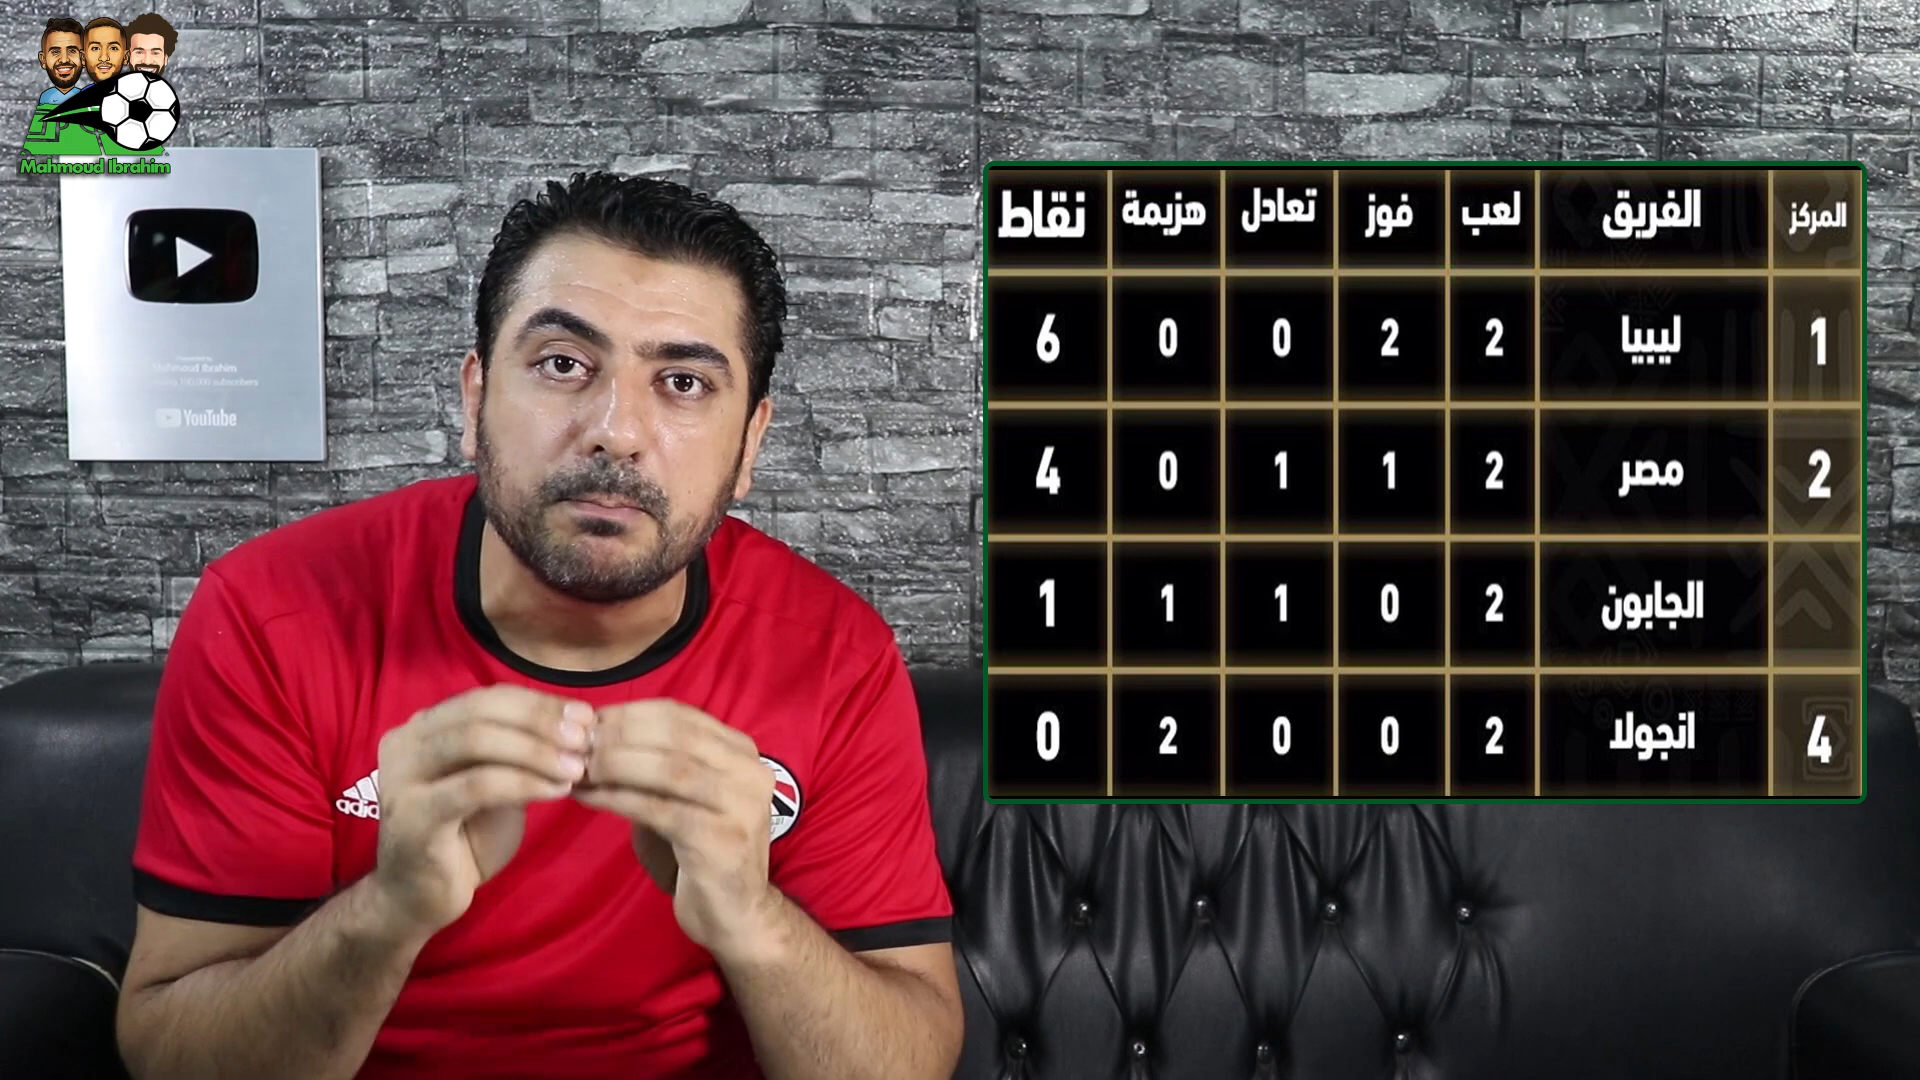 Mahmoud Ibrahim
Mahmoud Ibrahim
YouTube
adidas
المركز الفريق لعب فوز تعادل هزيمة نقاط
1 ليبيا 2 2 0 0 6
2 مصر 2 1 1 0 4
الجابون 2 0 1 1 1
4 انجولا 2 0 0 2 0